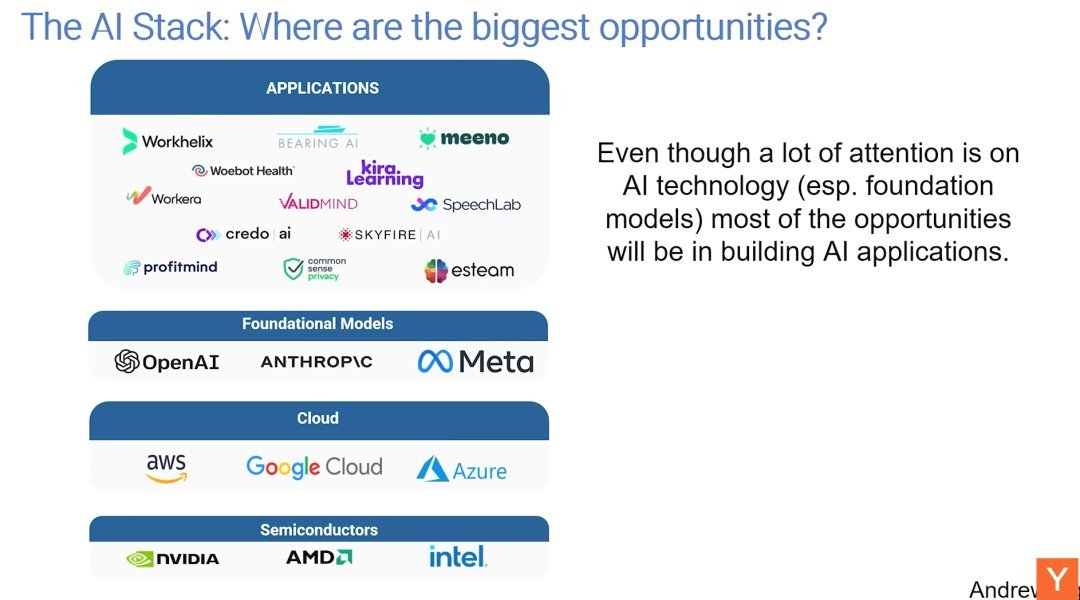 The AI Stack: Where are the biggest opportunities?
APPLICATIONS
Workhelix
BEARING AI
meeno
Woebot Health
kira
Learning
Workera
VALIDMIND
SpeechLab
credo | ai
SKYFIRE | AI
profitmind
common
sense
privacy
esteam
Even though a lot of attention is on
AI technology (esp. foundation
models) most of the opportunities
will be in building AI applications.
Foundational Models
OpenAI
ANTHROP\C
Meta
Cloud
aws
Google Cloud
Azure
Semiconductors
NVIDIA
AMD
intel.
Andrew
Y